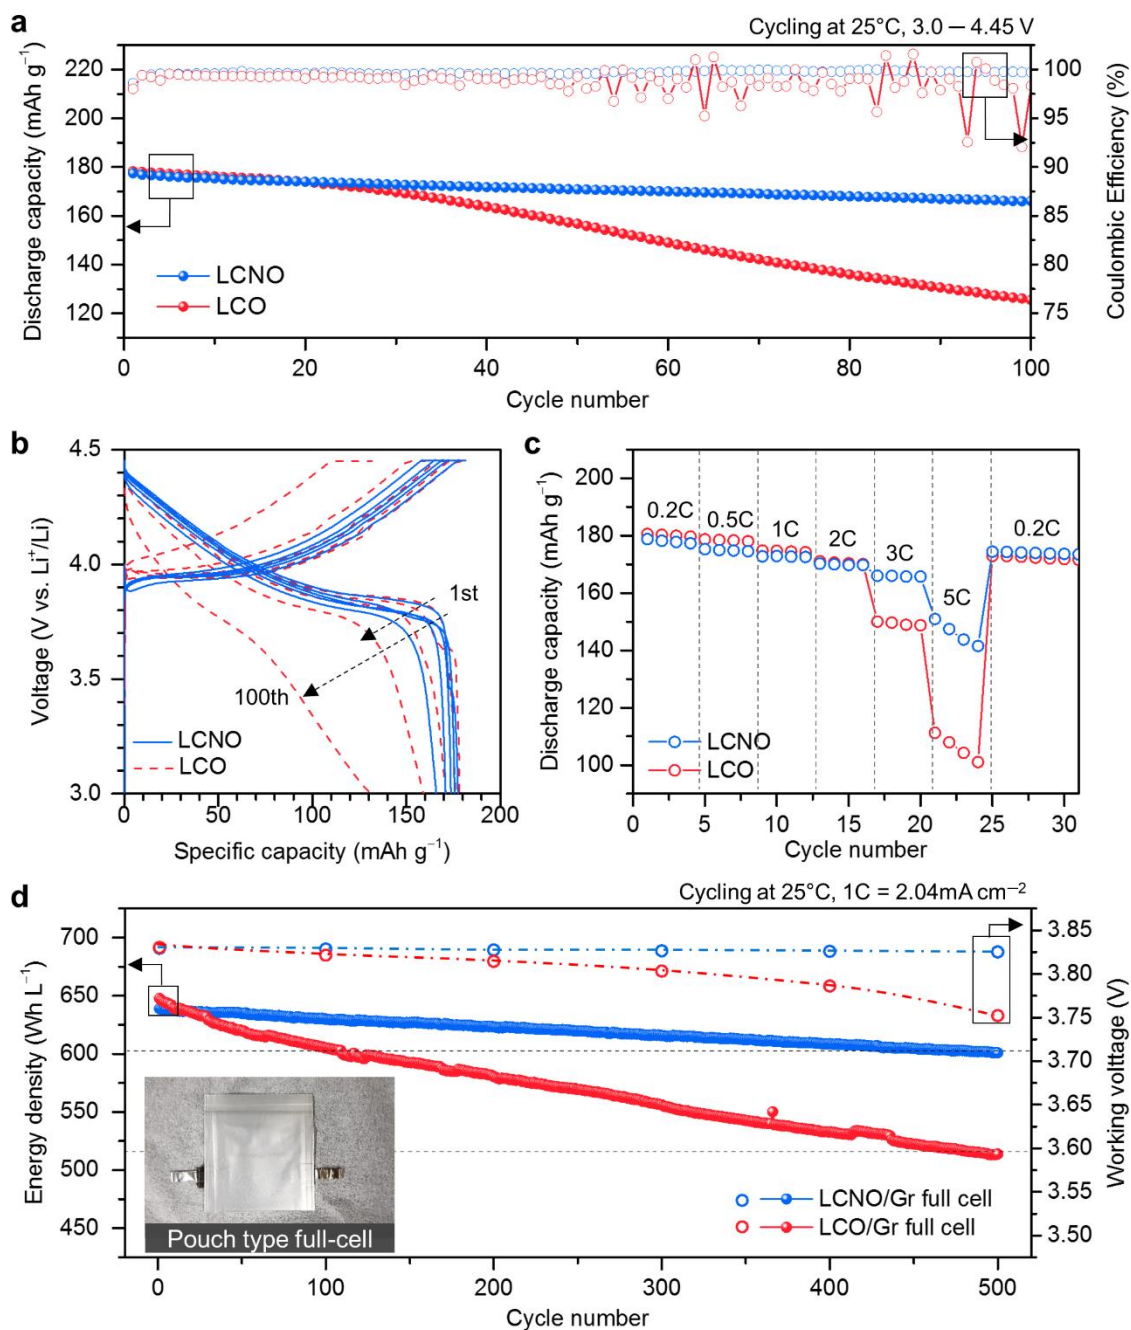 a
Cycling at 25°C, 3.0 — 4.45 V
Discharge capacity (mAh g⁻¹)
220
200
180
160
140
120
100
95
90
85
80
75
Coulombic Efficiency (%)
LCNO
LCO
0 20 40 60 80 100
Cycle number
b
Voltage (V vs. Li⁺/Li)
4.5
4.0
3.5
3.0
1st
100th
LCNO
LCO
0 50 100 150 200
Specific capacity (mAh g⁻¹)
c
Discharge capacity (mAh g⁻¹)
210
180
160
140
120
100
0.2C 0.5C 1C 2C 3C 5C 0.2C
LCNO
LCO
0 5 10 15 20 25 30
Cycle number
d
Cycling at 25°C, 1C = 2.04mA cm⁻²
Energy density (Wh L⁻¹)
700
650
600
550
500
450
3.85
3.80
3.75
3.70
3.65
3.60
3.55
3.50
Working volttage (V)
Pouch type full-cell
LCNO/Gr full cell
LCO/Gr full cell
0 100 200 300 400 500
Cycle number